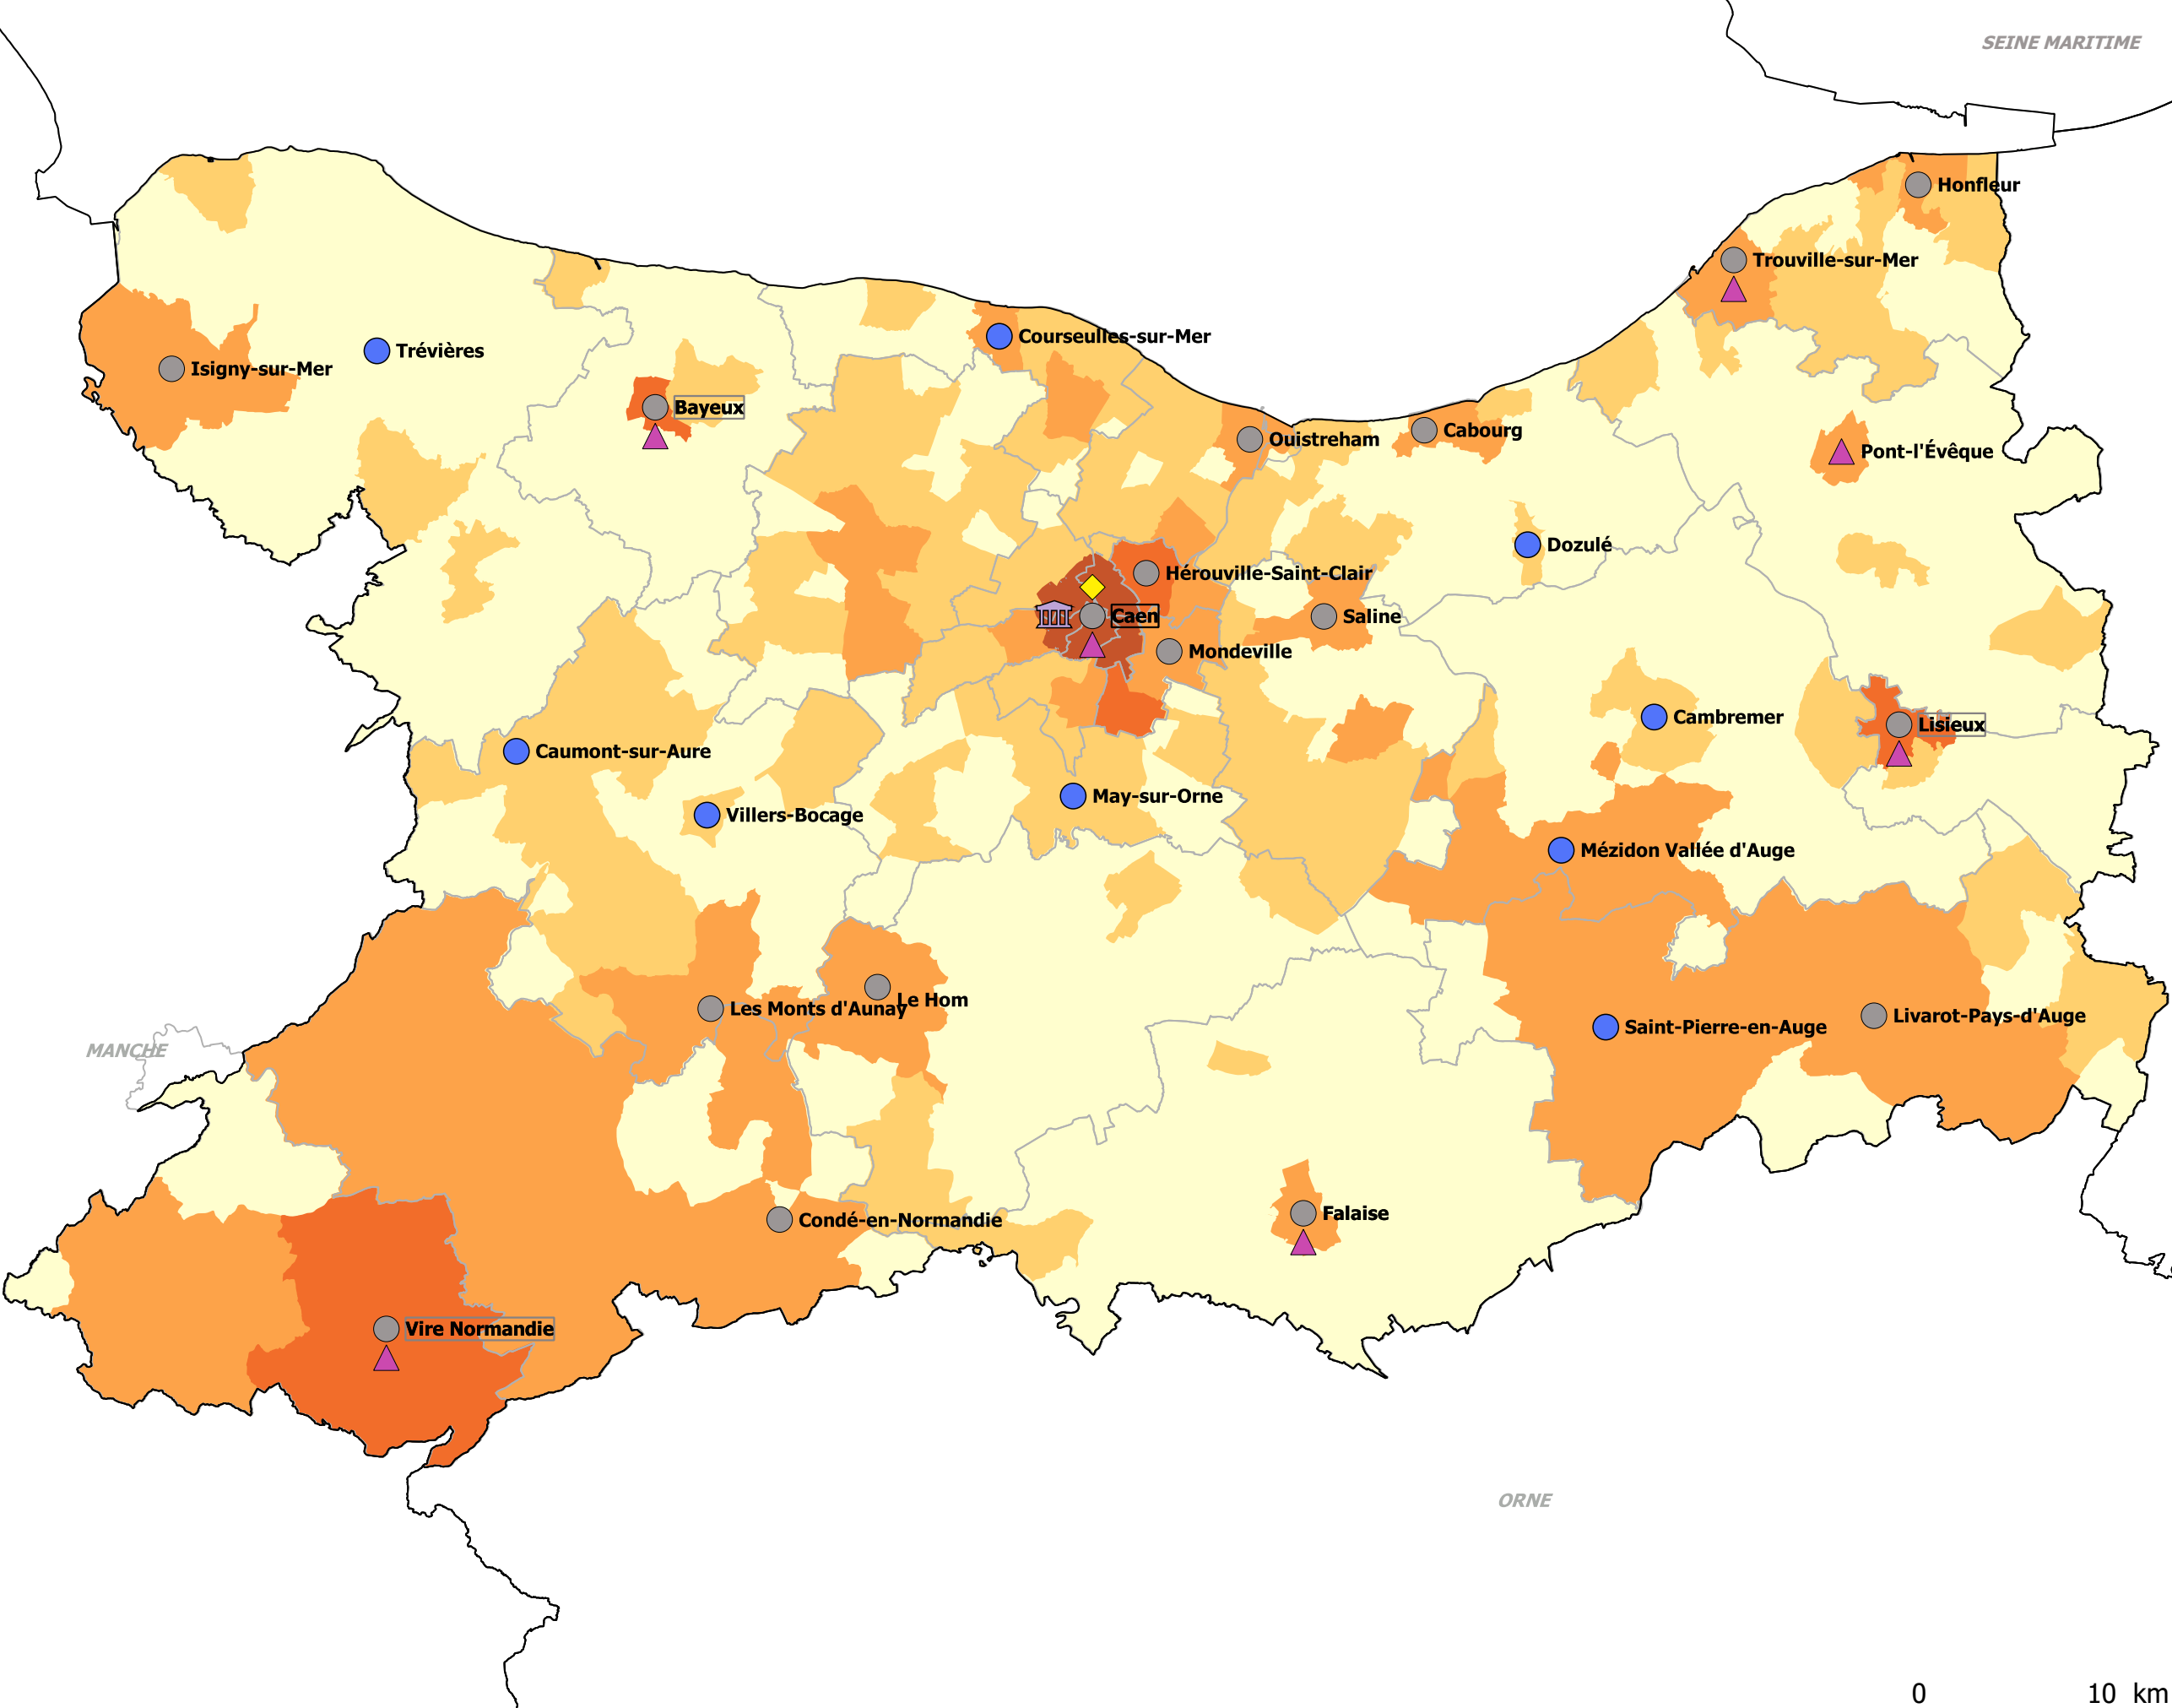 SEINE MARITIME
Honfleur
Trouville-sur-Mer
Courseulles-sur-Mer
Trévières
Isigny-sur-Mer
Bayeux
Ouistreham
Cabourg
Pont-l'Évêque
Dozulé
Hérouville-Saint-Clair
Caen
Saline
Mondeville
Cambremer
Lisieux
Caumont-sur-Aure
May-sur-Orne
Villers-Bocage
Mézidon Vallée d'Auge
Le Hom
Les Monts d'Aunay
Livarot-Pays-d'Auge
Saint-Pierre-en-Auge
MANCHE
Falaise
Condé-en-Normandie
Vire Normandie
ORNE
0 10 km